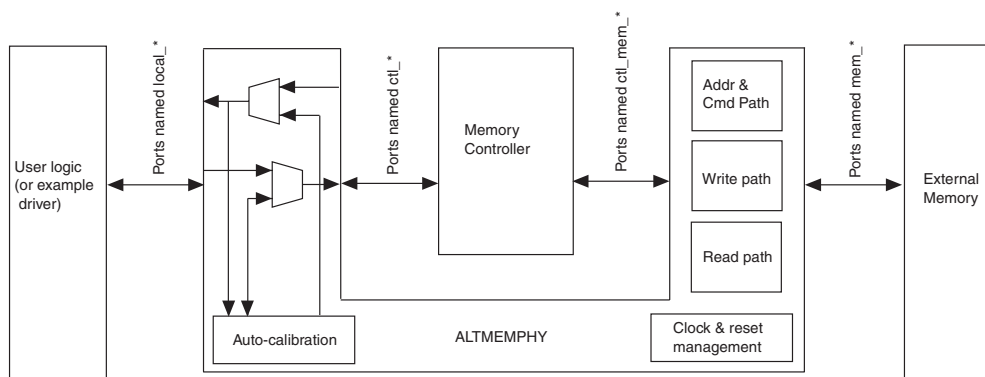 User logic
(or example
driver)
Ports named local_*
Auto-calibration
Ports named ctl_*
Memory
Controller
Ports named ctl_mem_*
ALTMEMPHY
Addr &
Cmd Path
Write path
Read path
Clock & reset
management
Ports named mem_*
External
Memory